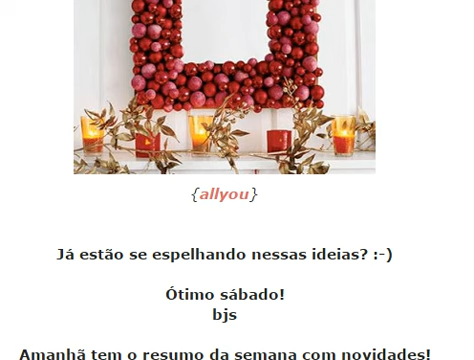 {allyou}
Já estão se espelhando nessas ideias? :-)
Ótimo sábado!
bjs
Amanhã tem o resumo da semana com novidades!